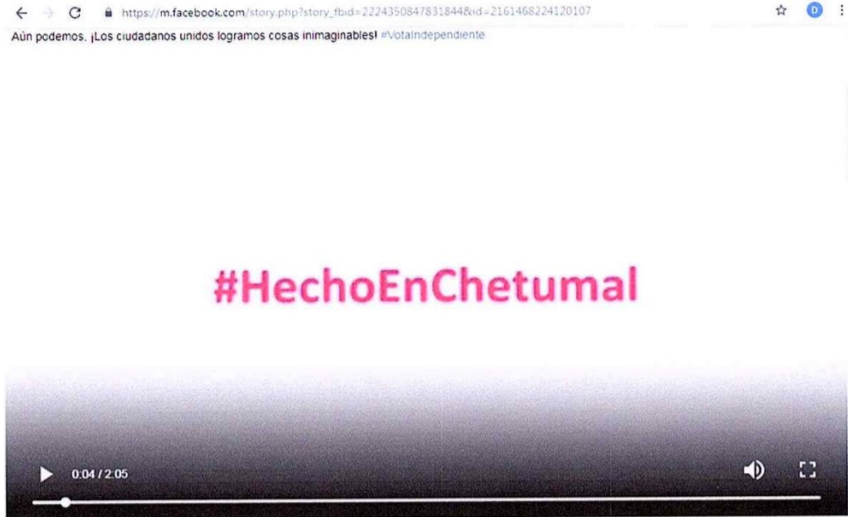 https://m.facebook.com/story.php?story_fbid=2224350847831844&id=2161468224120107
D
Aún podemos. ¡Los ciudadanos unidos logramos cosas inimaginables! #VotaIndependiente
#HechoEnChetumal
0:04 / 2:05